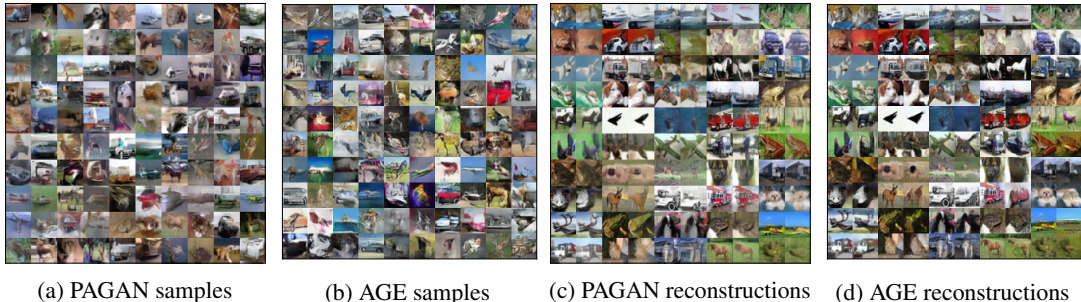 (a) PAGAN samples
(b) AGE samples
(c) PAGAN reconstructions
(d) AGE reconstructions